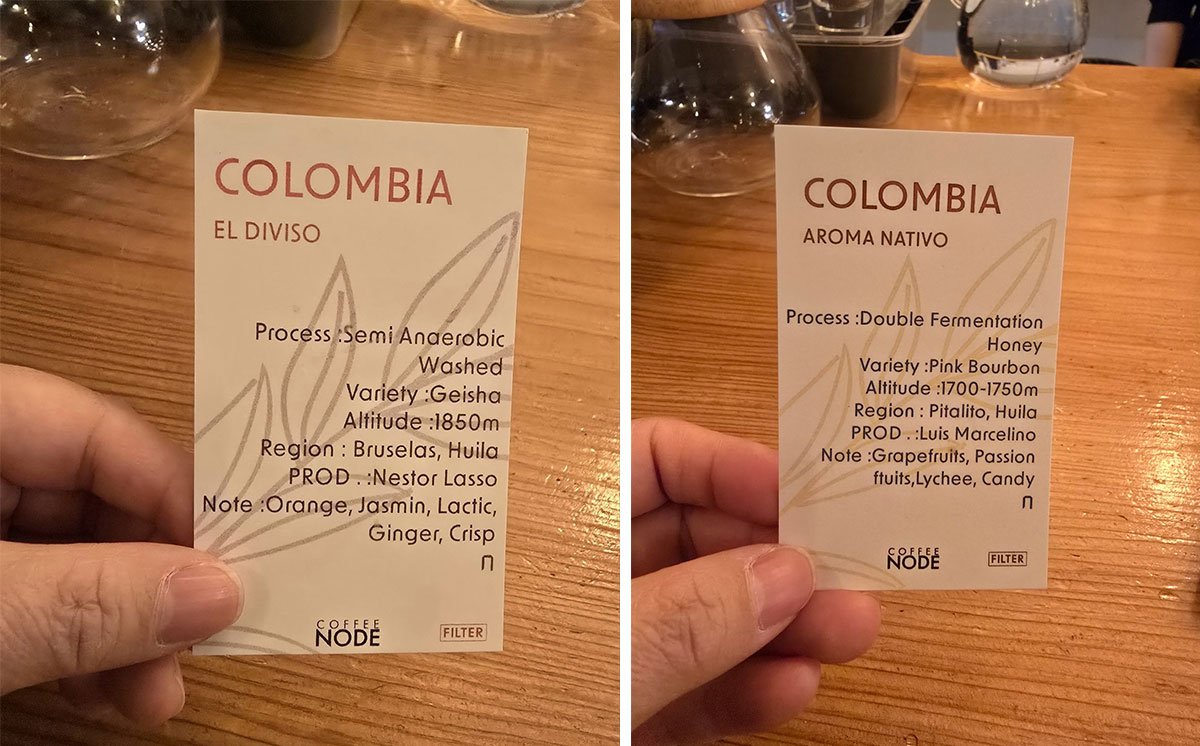 COLOMBIA
EL DIVISO
Process :Semi Anaerobic
Washed
Variety :Geisha
Altitude :1850m
Region : Bruselas, Huila
PROD . :Nestor Lasso
Note :Orange, Jasmin, Lactic,
Ginger, Crisp
n
COFFEE
NODE
FILTER
COLOMBIA
AROMA NATIVO
Process :Double Fermentation
Honey
Variety :Pink Bourbon
Altitude :1700-1750m
Region : Pitalito, Huila
PROD . :Luis Marcelino
Note :Grapefruits, Passion
ftuits,Lychee, Candy
n
COFFEE
NODE
FILTER